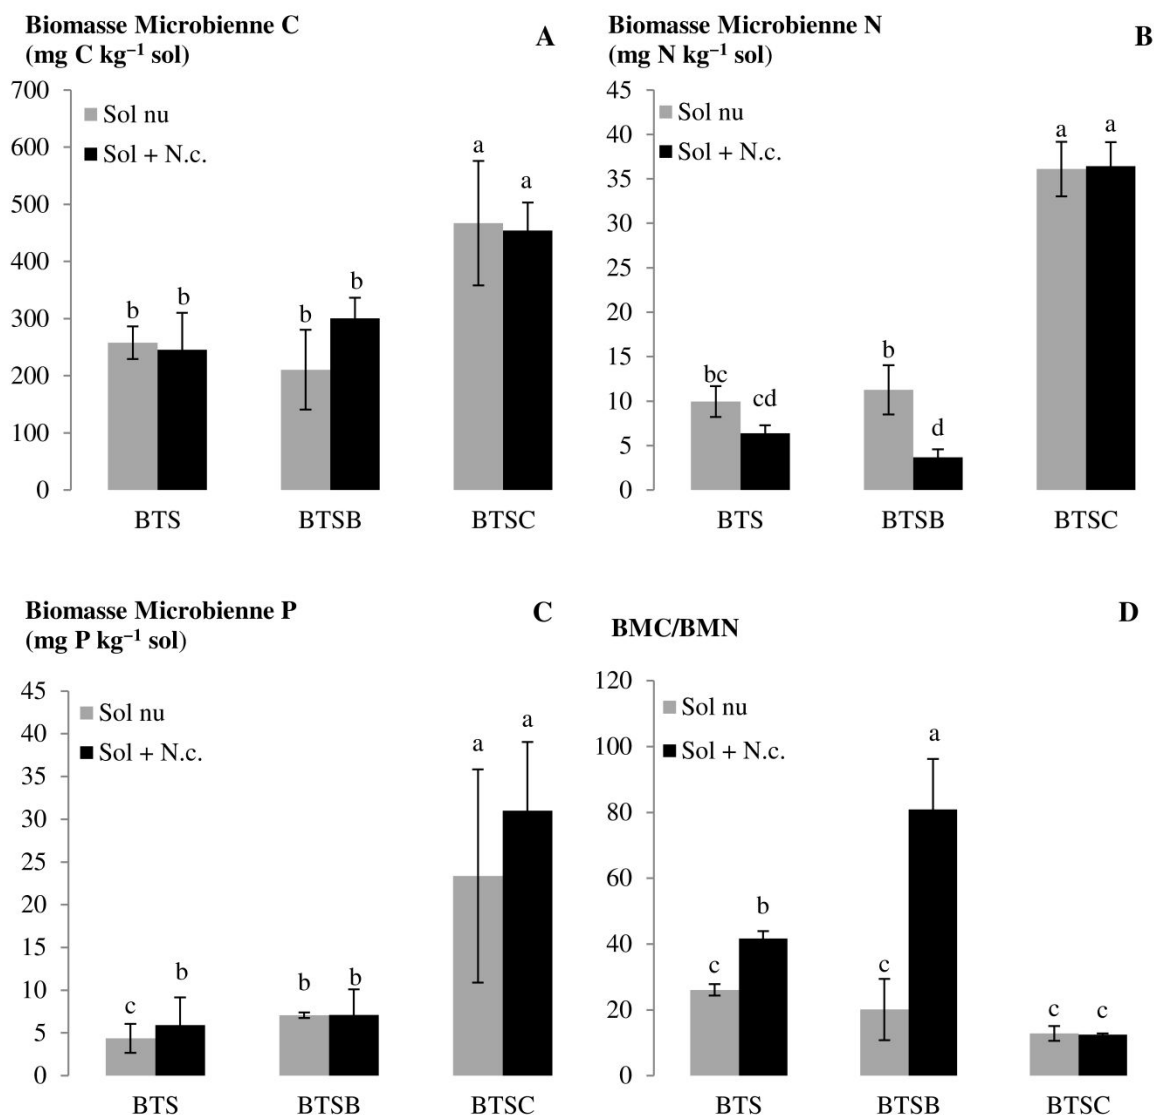 Biomasse Microbienne C
(mg C kg⁻¹ sol)
A
700
600
500
400
300
200
100
0
Sol nu
Sol + N.c.
b
b
b
b
a
a
BTS
BTSB
BTSC
Biomasse Microbienne N
(mg N kg⁻¹ sol)
B
45
40
35
30
25
20
15
10
5
0
Sol nu
Sol + N.c.
bc
cd
b
d
a
a
BTS
BTSB
BTSC
Biomasse Microbienne P
(mg P kg⁻¹ sol)
C
45
40
35
30
25
20
15
10
5
0
Sol nu
Sol + N.c.
c
b
b
b
a
a
BTS
BTSB
BTSC
BMC/BMN
D
120
100
80
60
40
20
0
Sol nu
Sol + N.c.
c
b
c
a
c
c
BTS
BTSB
BTSC